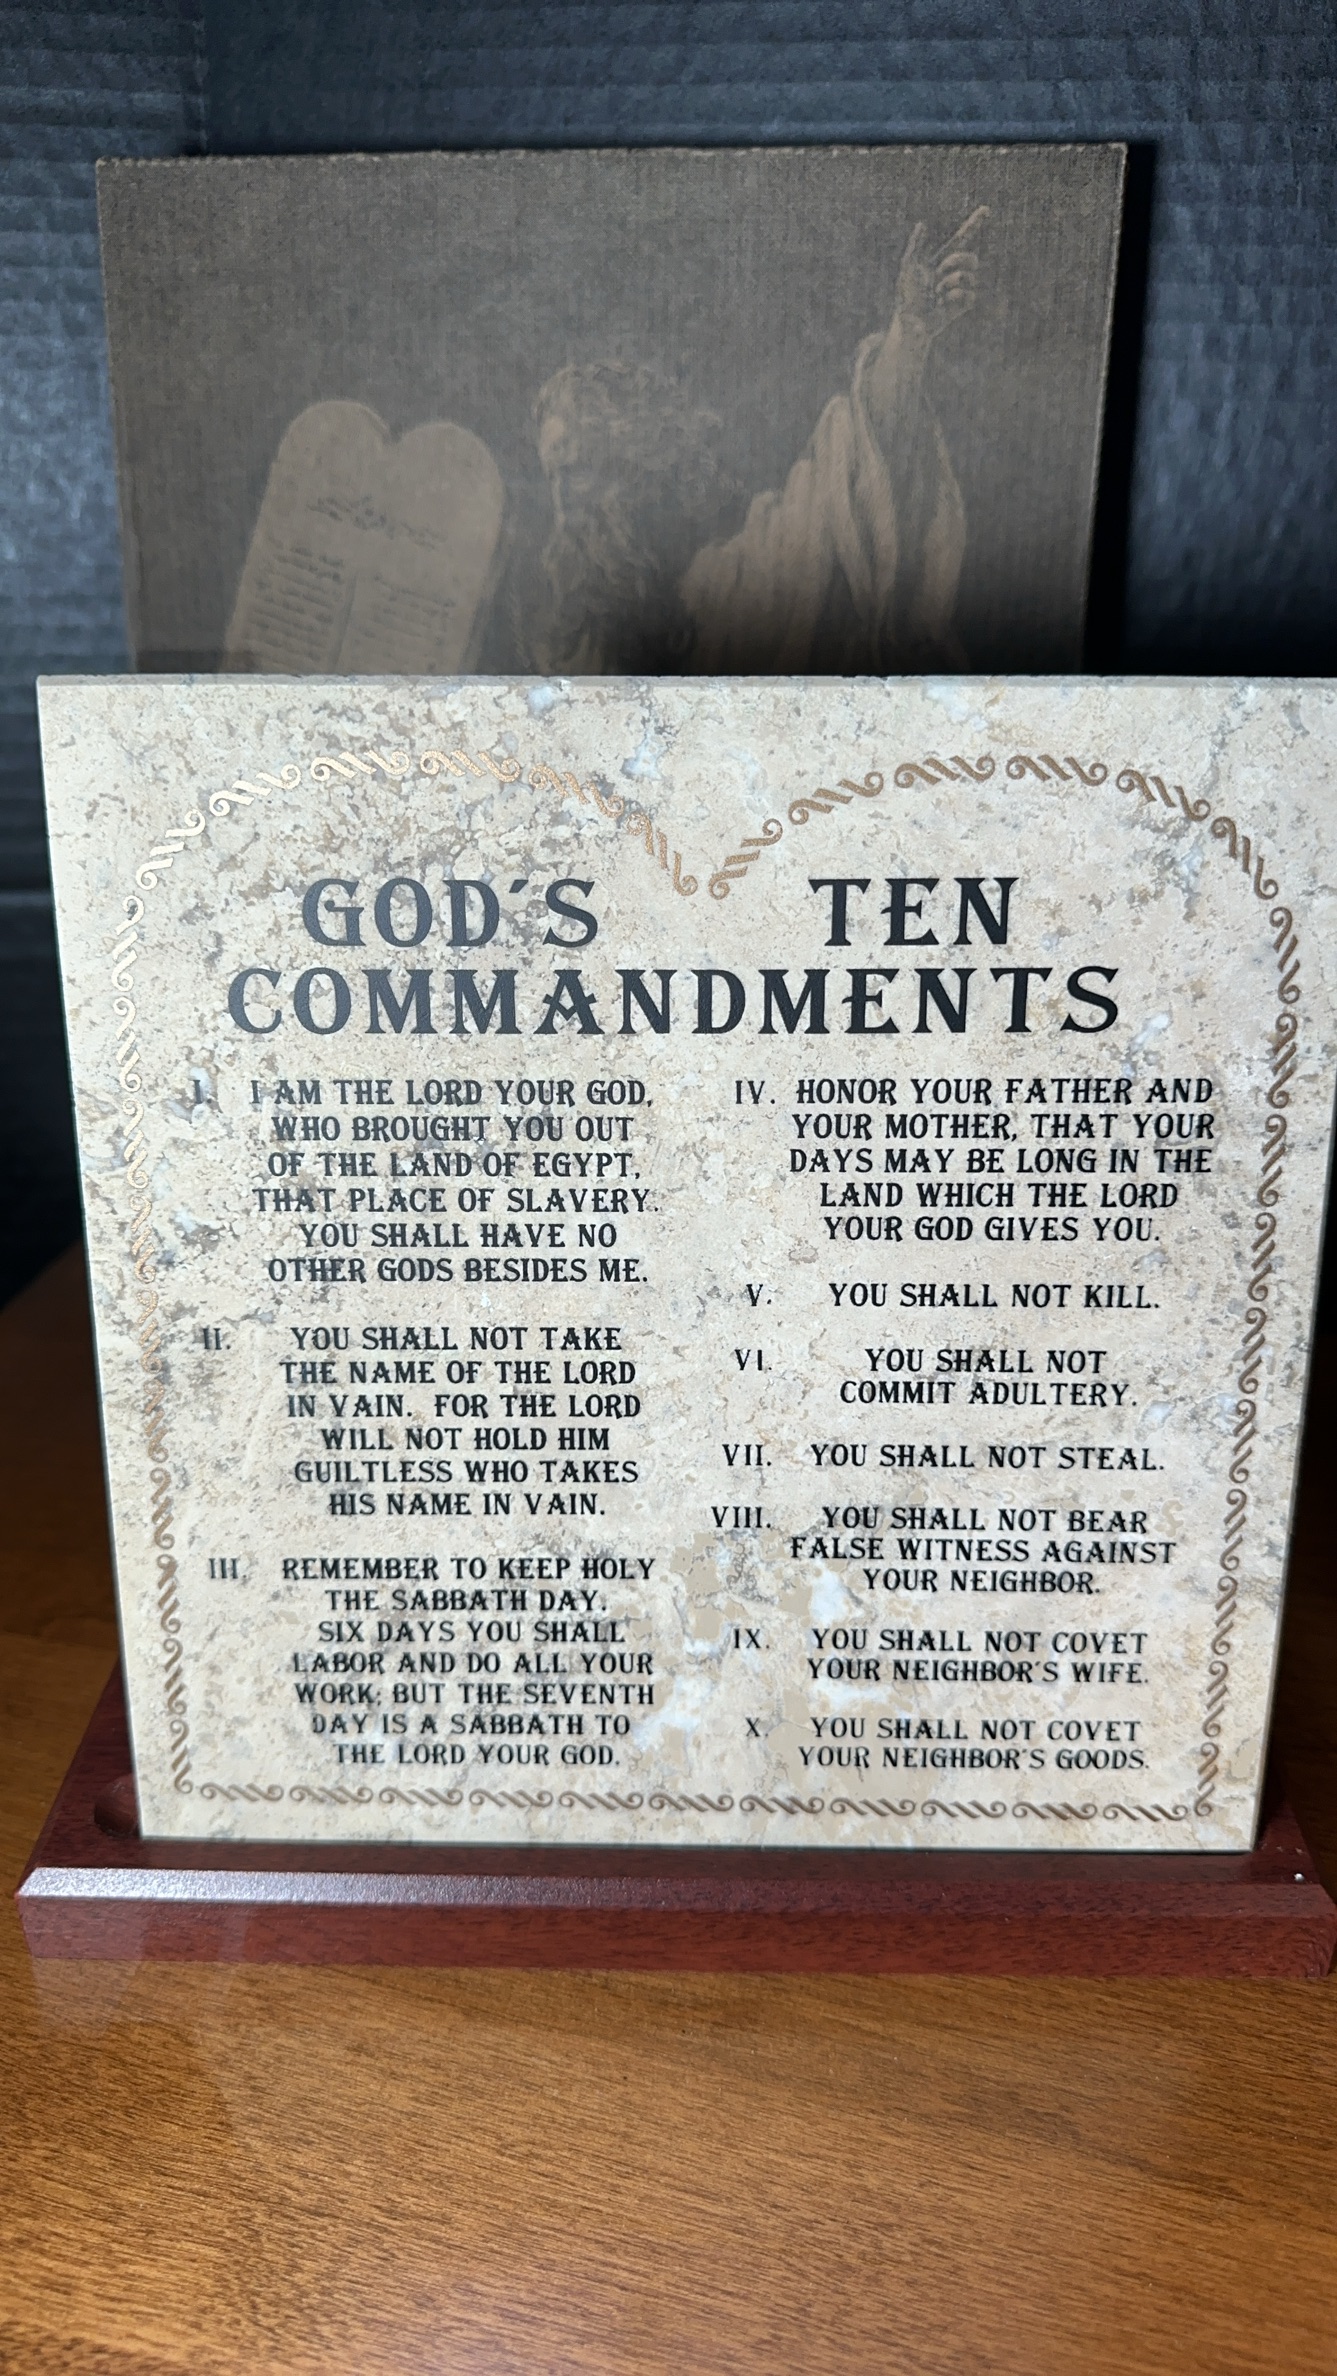 GOD'S TEN
COMMANDMENTS
I. I AM THE LORD YOUR GOD,
WHO BROUGHT YOU OUT
OF THE LAND OF EGYPT,
THAT PLACE OF SLAVERY.
YOU SHALL HAVE NO
OTHER GODS BESIDES ME.
II. YOU SHALL NOT TAKE
THE NAME OF THE LORD
IN VAIN. FOR THE LORD
WILL NOT HOLD HIM
GUILTLESS WHO TAKES
HIS NAME IN VAIN.
III. REMEMBER TO KEEP HOLY
THE SABBATH DAY.
SIX DAYS YOU SHALL
LABOR AND DO ALL YOUR
WORK; BUT THE SEVENTH
DAY IS A SABBATH TO
THE LORD YOUR GOD.
IV. HONOR YOUR FATHER AND
YOUR MOTHER, THAT YOUR
DAYS MAY BE LONG IN THE
LAND WHICH THE LORD
YOUR GOD GIVES YOU.
V. YOU SHALL NOT KILL.
VI. YOU SHALL NOT
COMMIT ADULTERY.
VII. YOU SHALL NOT STEAL.
VIII. YOU SHALL NOT BEAR
FALSE WITNESS AGAINST
YOUR NEIGHBOR.
IX. YOU SHALL NOT COVET
YOUR NEIGHBOR'S WIFE.
X. YOU SHALL NOT COVET
YOUR NEIGHBOR'S GOODS.